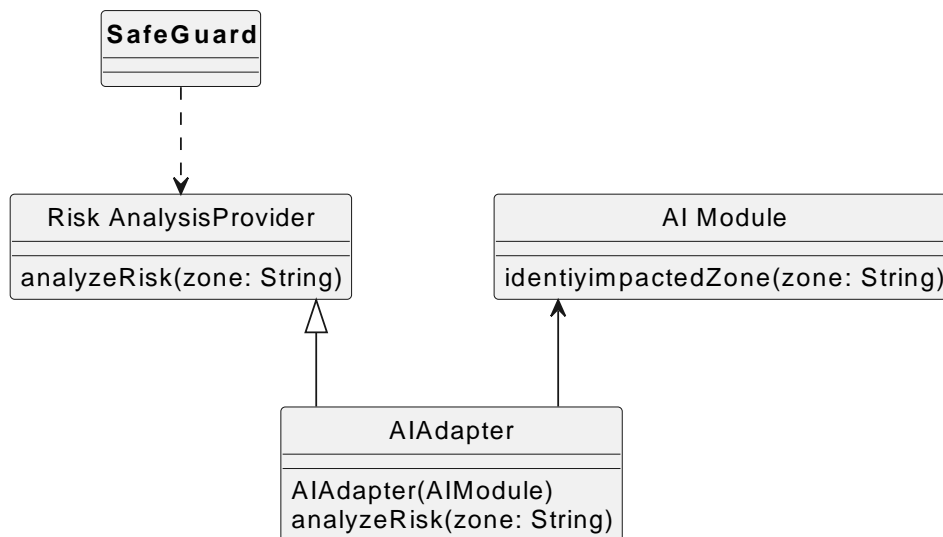 SafeGuard
Risk AnalysisProvider
analyzeRisk(zone: String)
AI Module
identiyimpactedZone(zone: String)
AIAdapter
AIAdapter(AIModule)
analyzeRisk(zone: String)